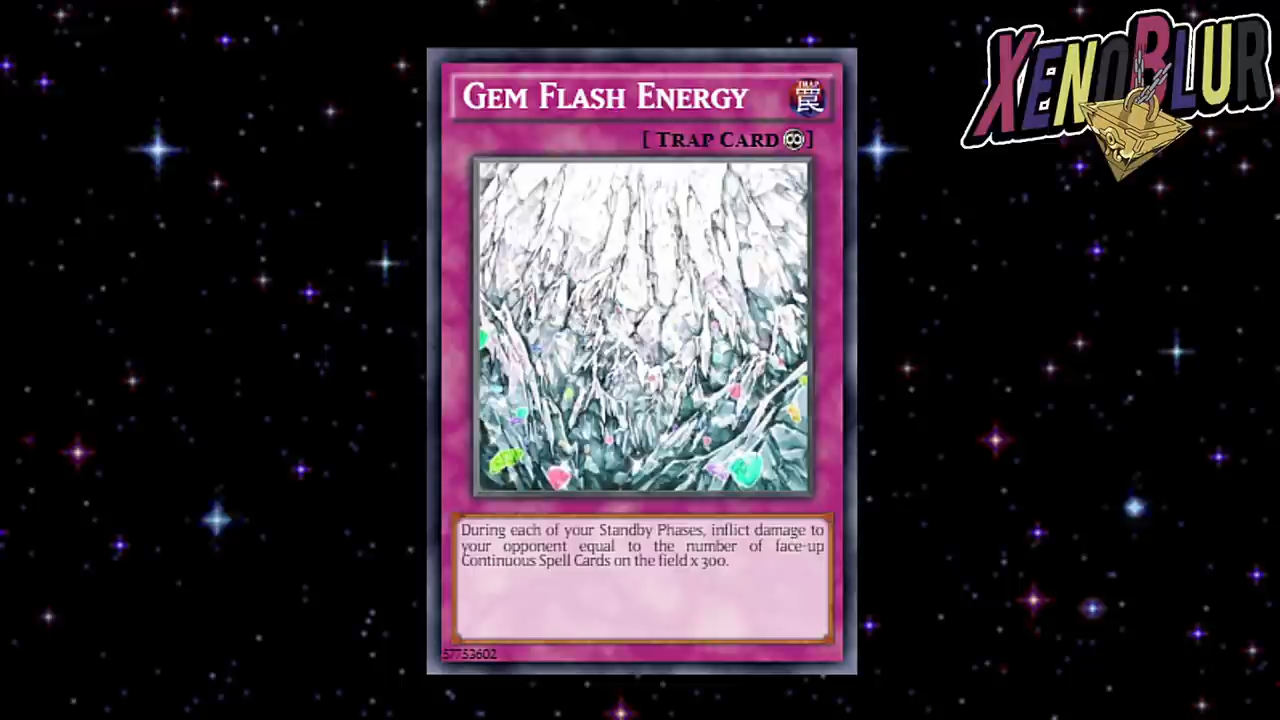 XENOBLUR
GEM FLASH ENERGY
TRAP
罠
[ TRAP CARD ]
During each of your Standby Phases, inflict damage to
your opponent equal to the number of face-up
Continuous Spell Cards on the field x 300.
57753602